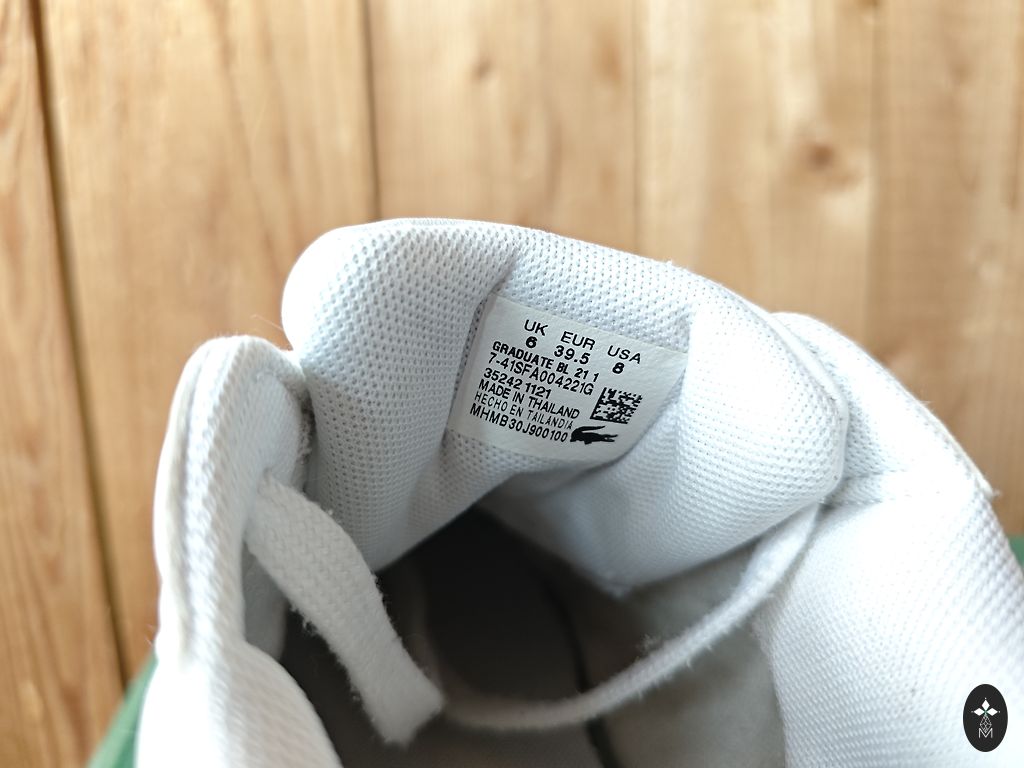 UK EUR USA
6 39.5 8
GRADUATE BL 21 1
7-41SFA004221G
35242 1121
MADE IN THAILAND
HECHO EN TAILANDIA
MHMB30J900100
M